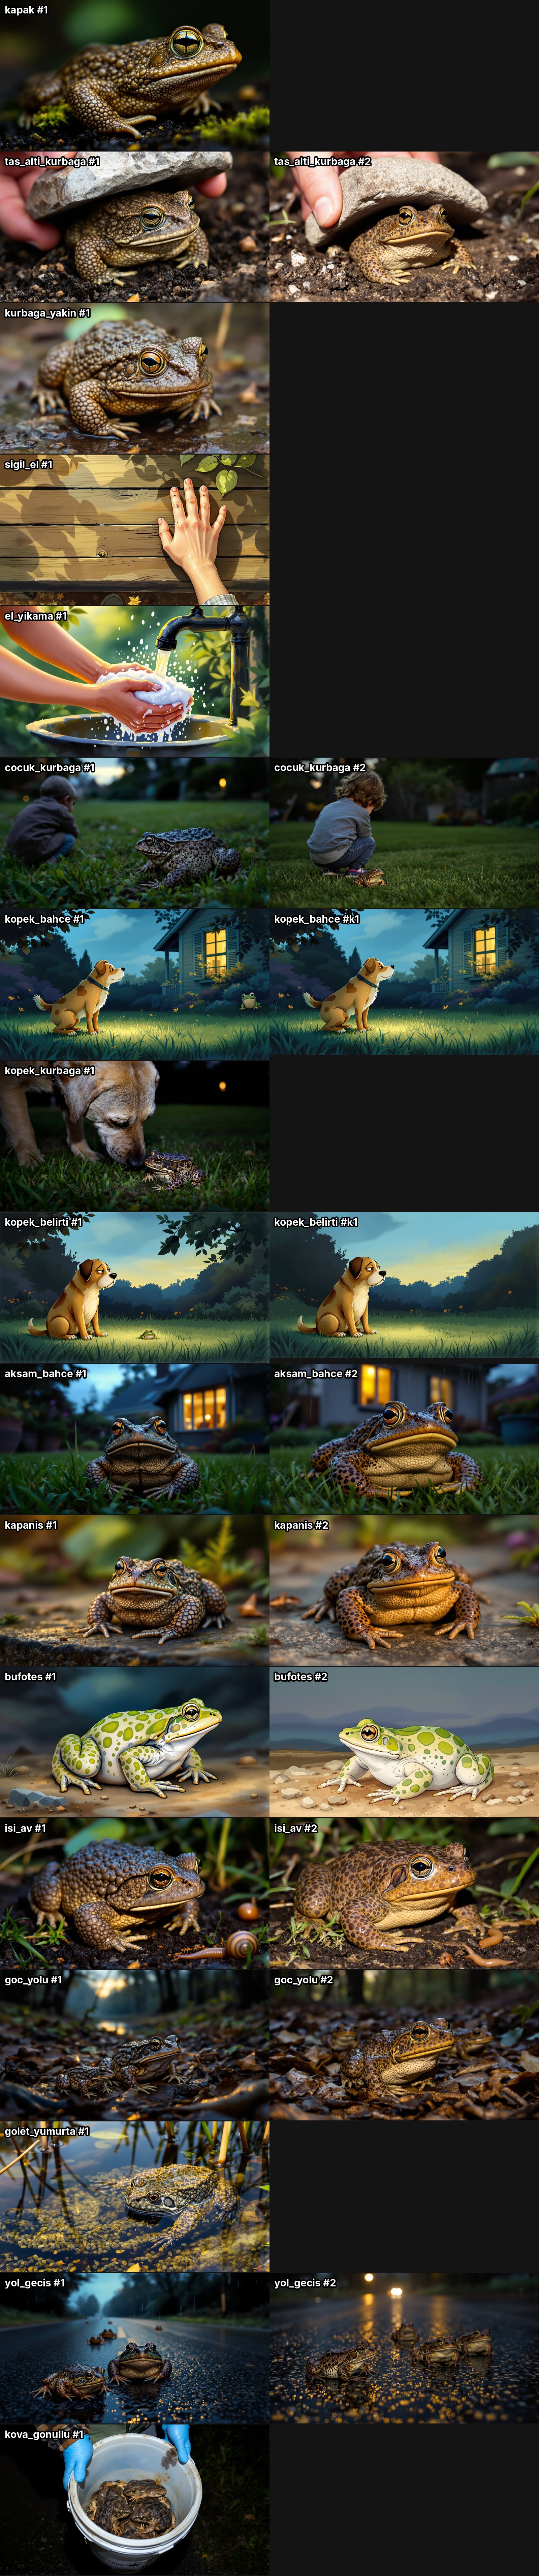 kapak #1
tas_alti_kurbaga #1
tas_alti_kurbaga #2
kurbaga_yakin #1
sigil_el #1
el_yikama #1
cocuk_kurbaga #1
cocuk_kurbaga #2
kopek_bahce #1
kopek_bahce #k1
kopek_kurbaga #1
kopek_belirti #1
kopek_belirti #k1
aksam_bahce #1
aksam_bahce #2
kapanis #1
kapanis #2
bufotes #1
bufotes #2
isi_av #1
isi_av #2
goc_yolu #1
goc_yolu #2
golet_yumurta #1
yol_gecis #1
yol_gecis #2
kova_gonullu #1